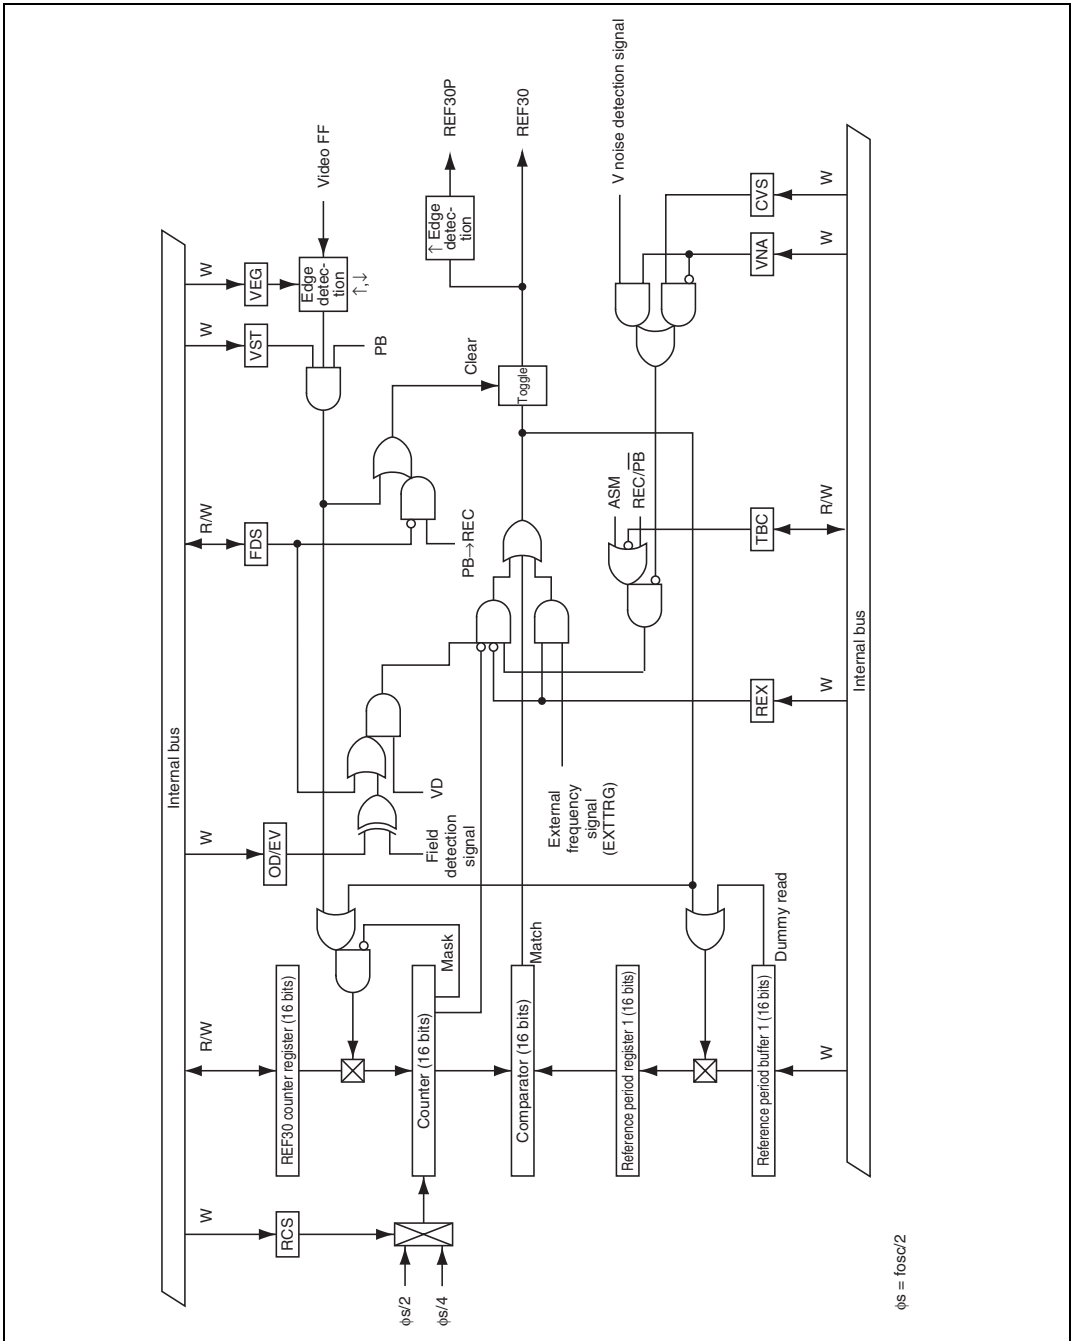 Internal bus
W
VEG
Edge
detec-
tion
↑,↓
Video FF
W
VST
PB
R/W
FDS
PB→REC
W
OD/EV
Field
detection
signal
VD
R/W
REF30 counter register (16 bits)
W
RCS
φs/2
φs/4
Counter (16 bits)
Mask
Comparator (16 bits)
Match
Clear
Toggle
↑ Edge
detec-
tion
REF30P
REF30
V noise detection signal
CVS
W
VNA
W
ASM
REC/P̅B̅
TBC
R/W
REX
W
External
frequency
signal
(EXTTRG)
Reference period register 1 (16 bits)
Reference period buffer 1 (16 bits)
Dummy read
W
Internal bus
φs = fosc/2